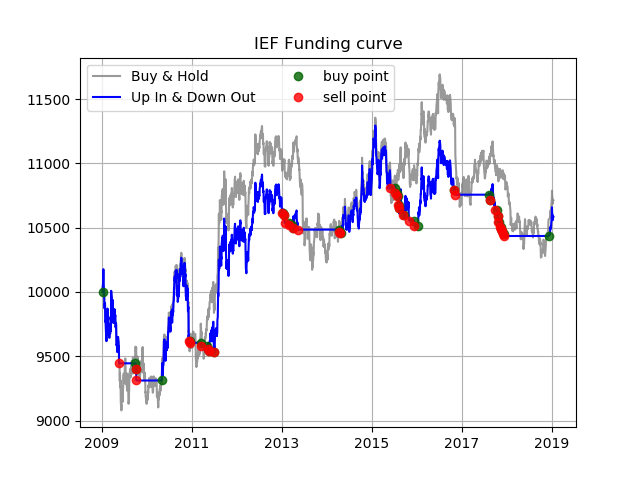 IEF Funding curve
Buy & Hold
Up In & Down Out
buy point
sell point
11500
11000
10500
10000
9500
9000
2009 2011 2013 2015 2017 2019